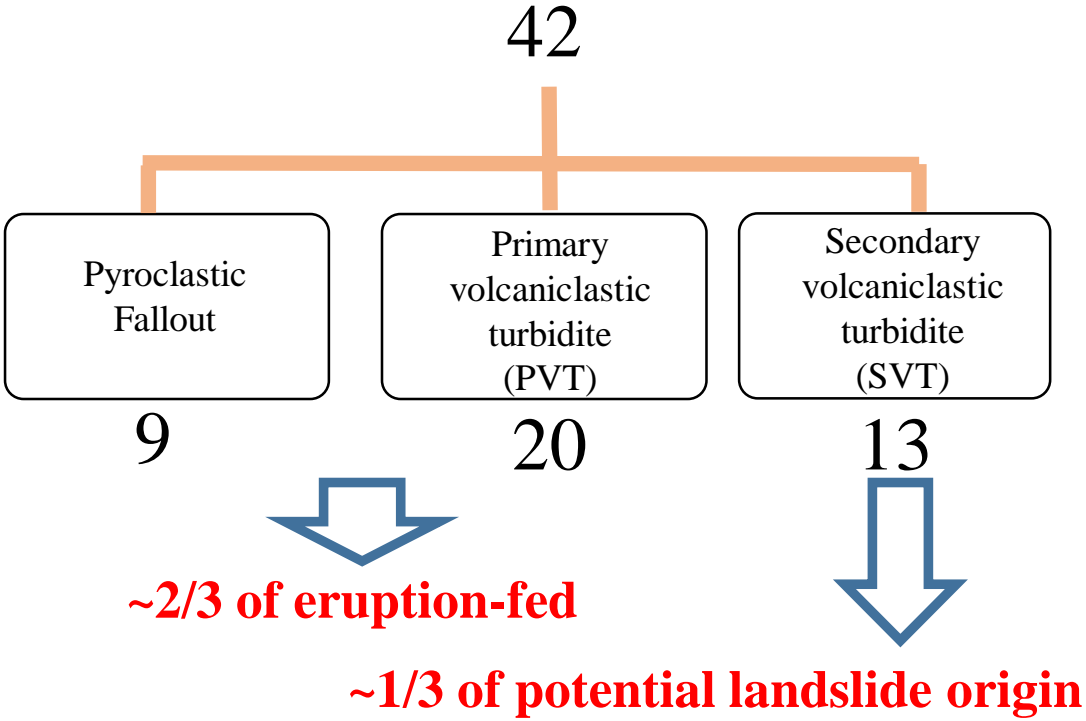 42
Pyroclastic
Fallout
Primary
volcaniclastic
turbidite
(PVT)
Secondary
volcaniclastic
turbidite
(SVT)
9
20
13
~2/3 of eruption-fed
~1/3 of potential landslide origin